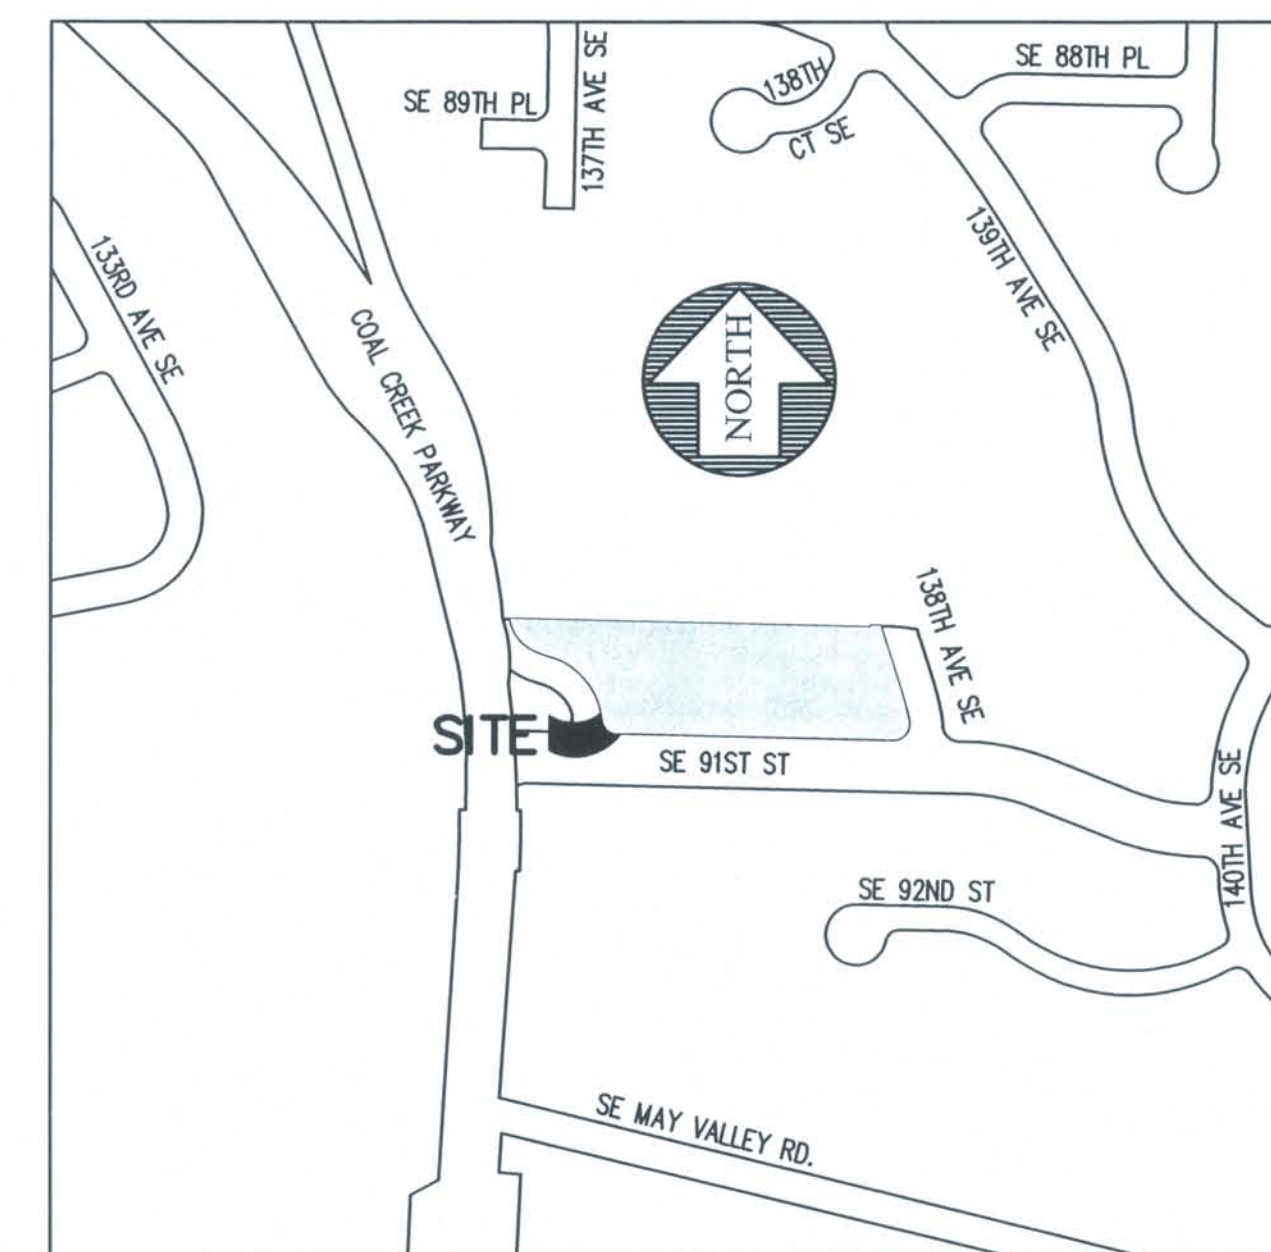 SE 88TH PL
137TH AVE SE
138TH
CT SE
SE 89TH PL
139TH AVE SE
133RD AVE SE
COAL CREEK PARKWAY
NORTH
138TH AVE SE
SITE
SE 91ST ST
140TH AVE SE
SE 92ND ST
SE MAY VALLEY RD.